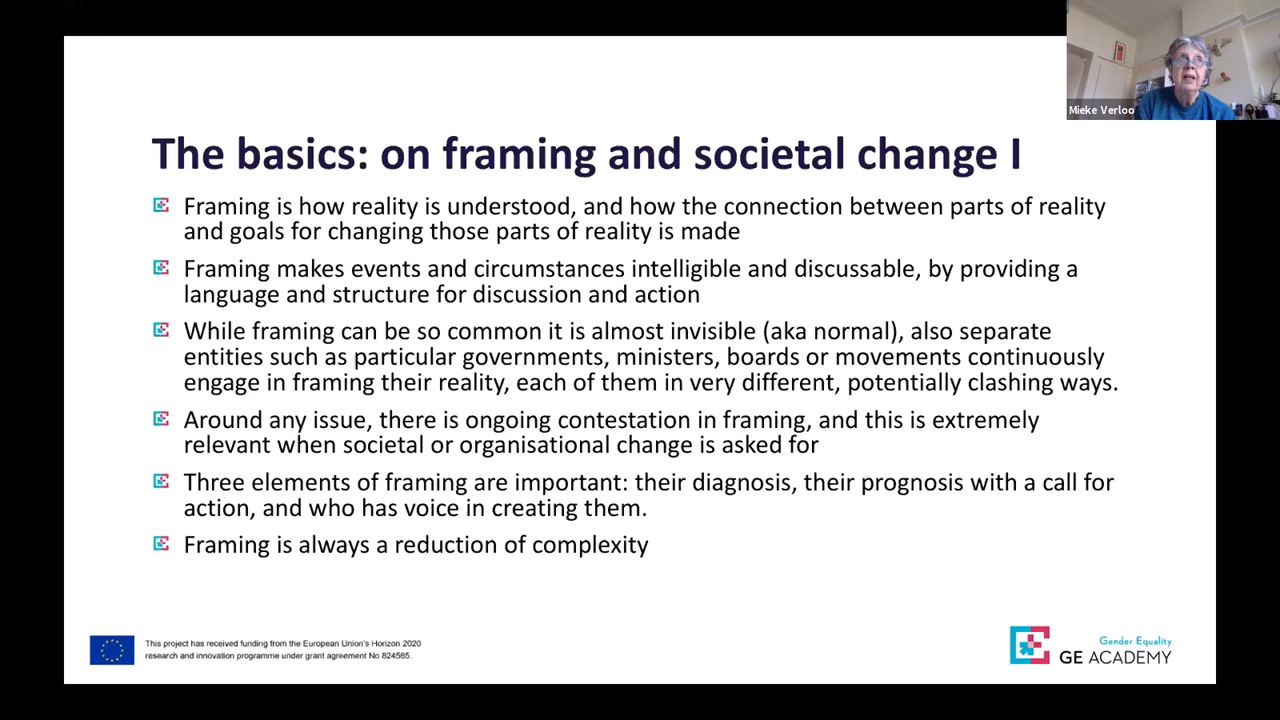 Mieke Verloo
The basics: on framing and societal change I
Framing is how reality is understood, and how the connection between parts of reality
and goals for changing those parts of reality is made
Framing makes events and circumstances intelligible and discussable, by providing a
language and structure for discussion and action
While framing can be so common it is almost invisible (aka normal), also separate
entities such as particular governments, ministers, boards or movements continuously
engage in framing their reality, each of them in very different, potentially clashing ways.
Around any issue, there is ongoing contestation in framing, and this is extremely
relevant when societal or organisational change is asked for
Three elements of framing are important: their diagnosis, their prognosis with a call for
action, and who has voice in creating them.
Framing is always a reduction of complexity
This project has received funding from the European Union's Horizon 2020
research and innovation programme under grant agreement No 824585.
Gender Equality
GE ACADEMY